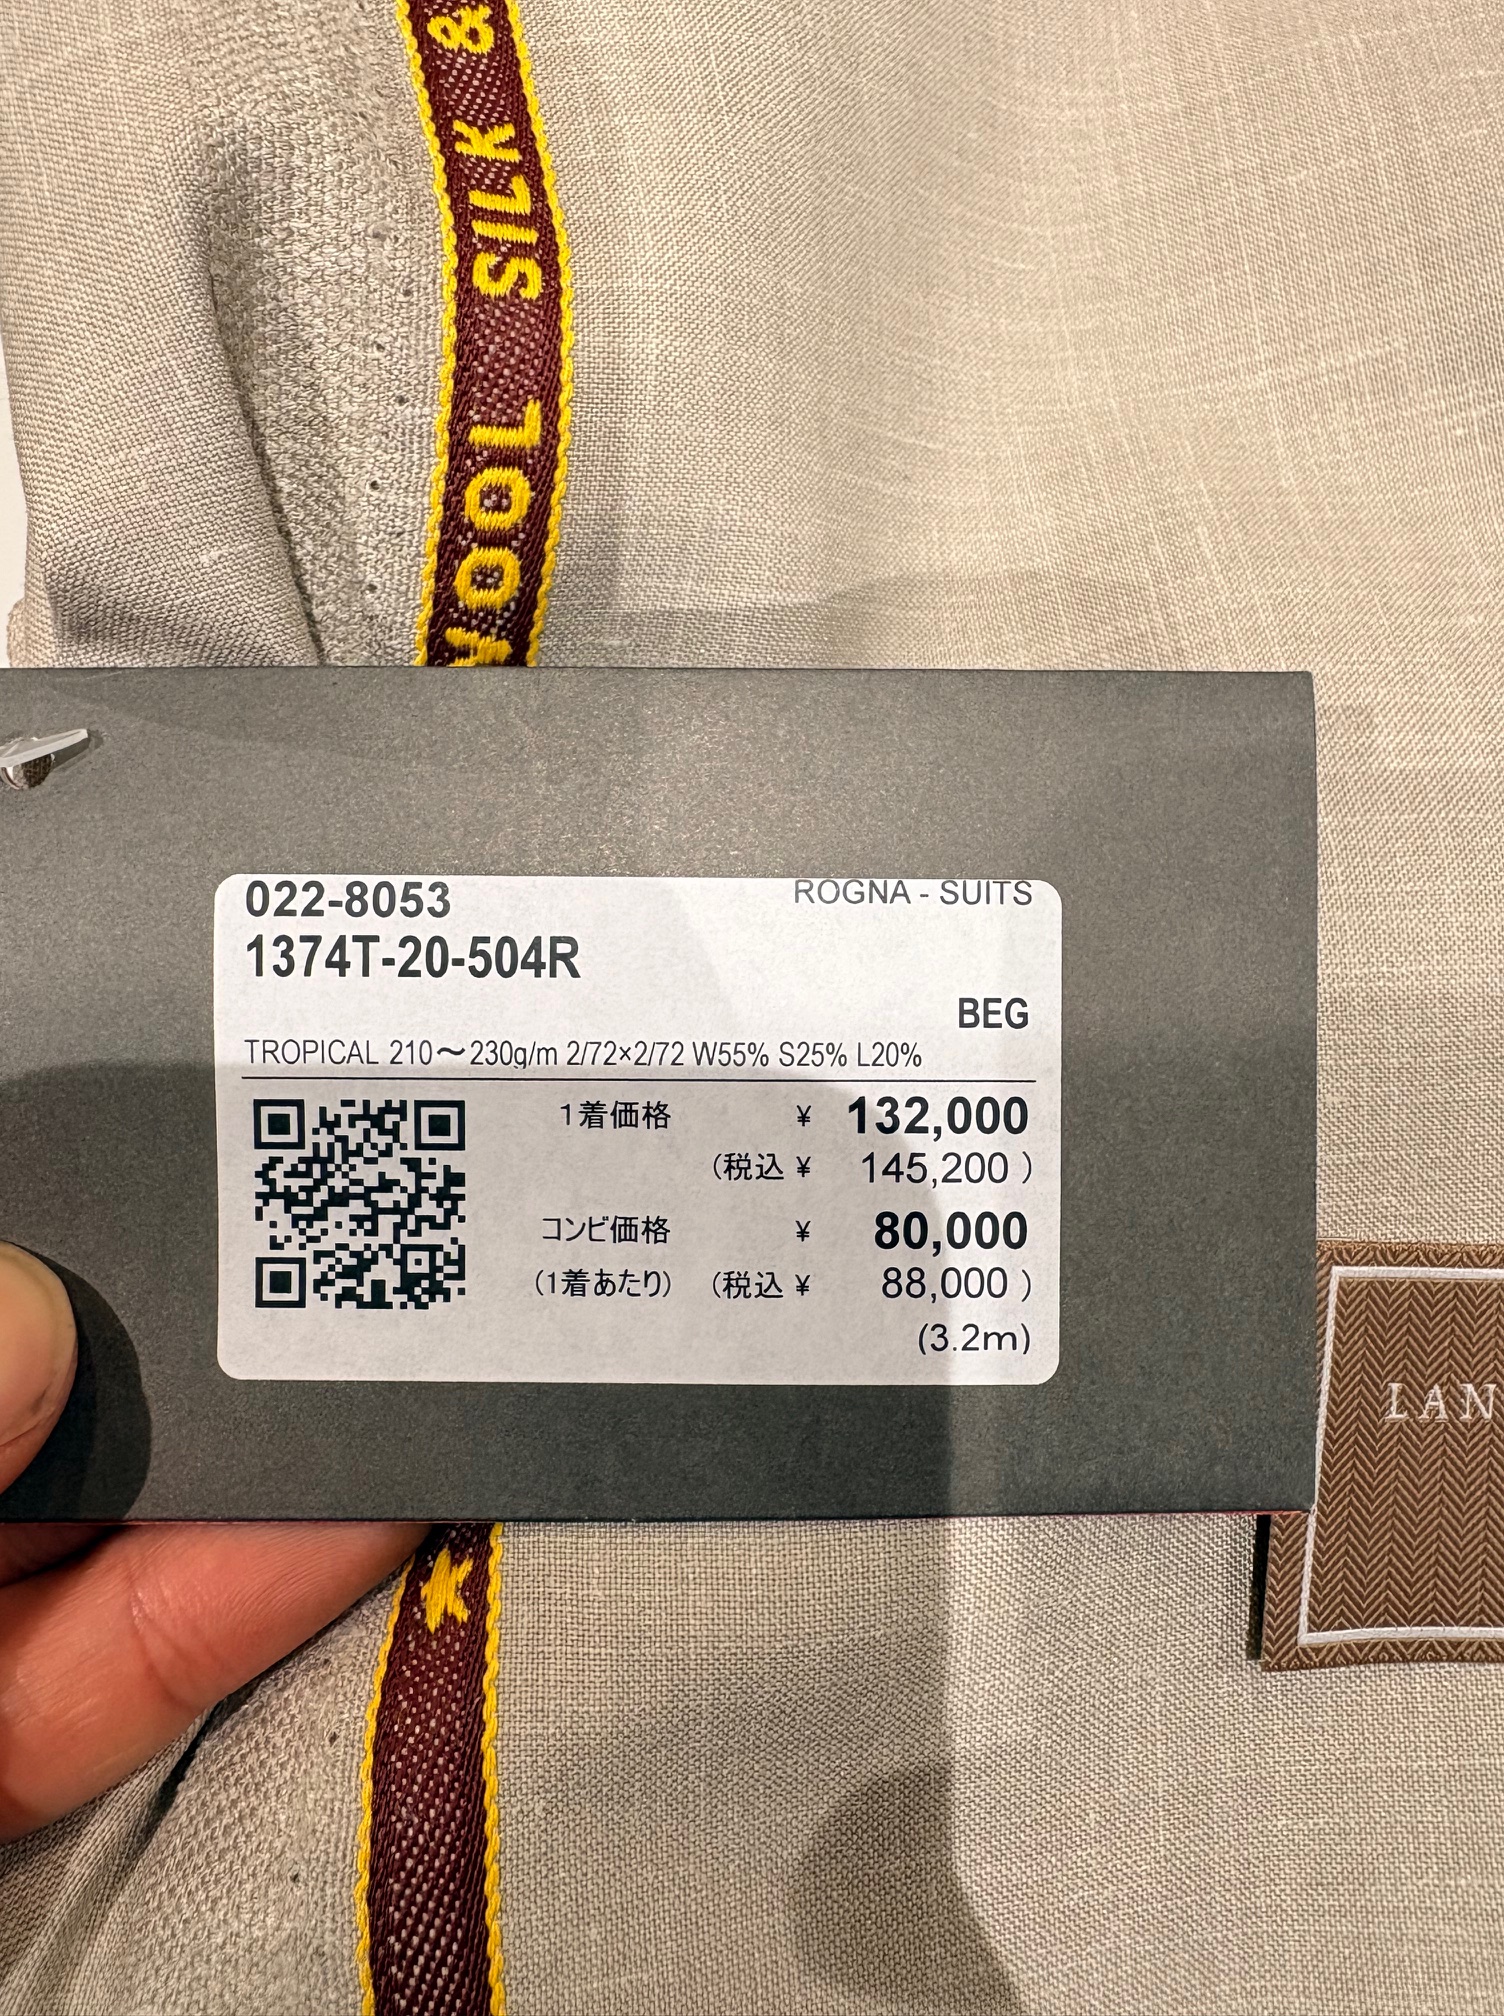 WOOL SILK &
022-8053
ROGNA - SUITS
1374T-20-504R
BEG
TROPICAL 210～230g/m 2/72×2/72 W55% S25% L20%
1着価格 ¥ 132,000
(税込 ¥ 145,200)
コンビ価格 ¥ 80,000
(1着あたり) (税込 ¥ 88,000)
(3.2m)
LAN